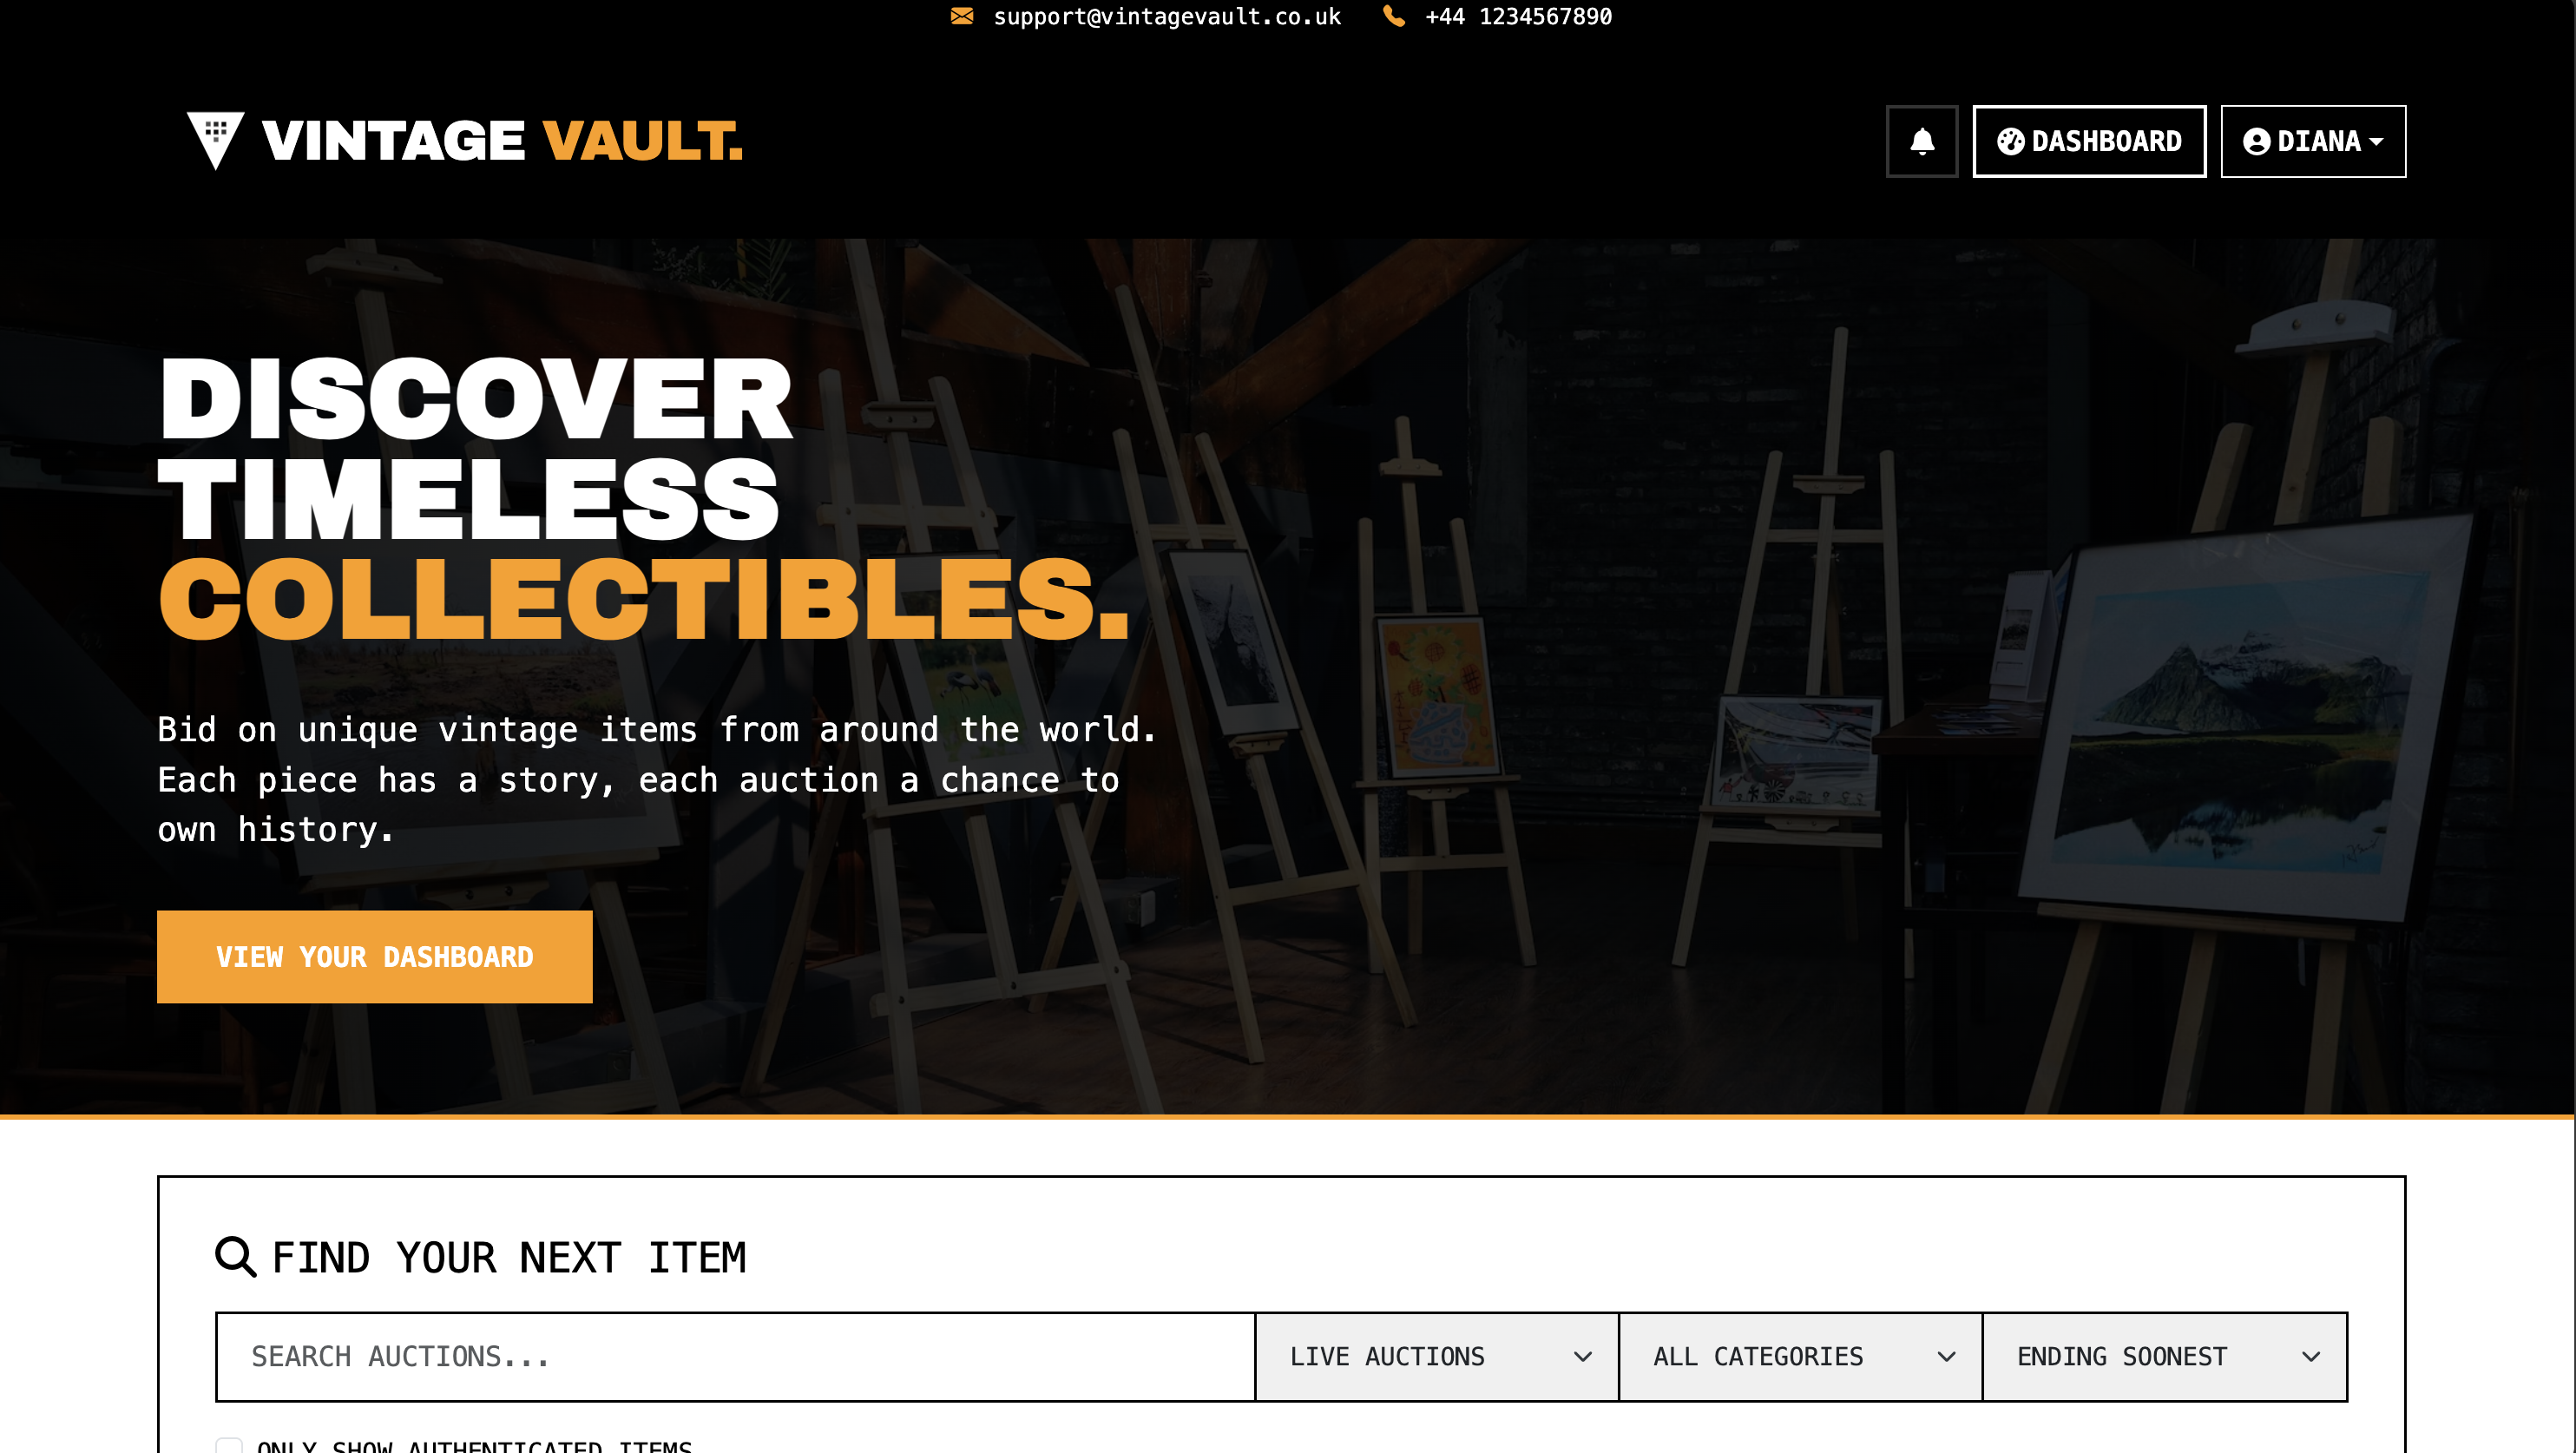 support@vintagevault.co.uk +44 1234567890
VINTAGE VAULT.
DASHBOARD
DIANA
DISCOVER
TIMELESS
COLLECTIBLES.
Bid on unique vintage items from around the world.
Each piece has a story, each auction a chance to
own history.
VIEW YOUR DASHBOARD
FIND YOUR NEXT ITEM
SEARCH AUCTIONS...
LIVE AUCTIONS
ALL CATEGORIES
ENDING SOONEST
ONLY SHOW AUTHENTICATED ITEMS